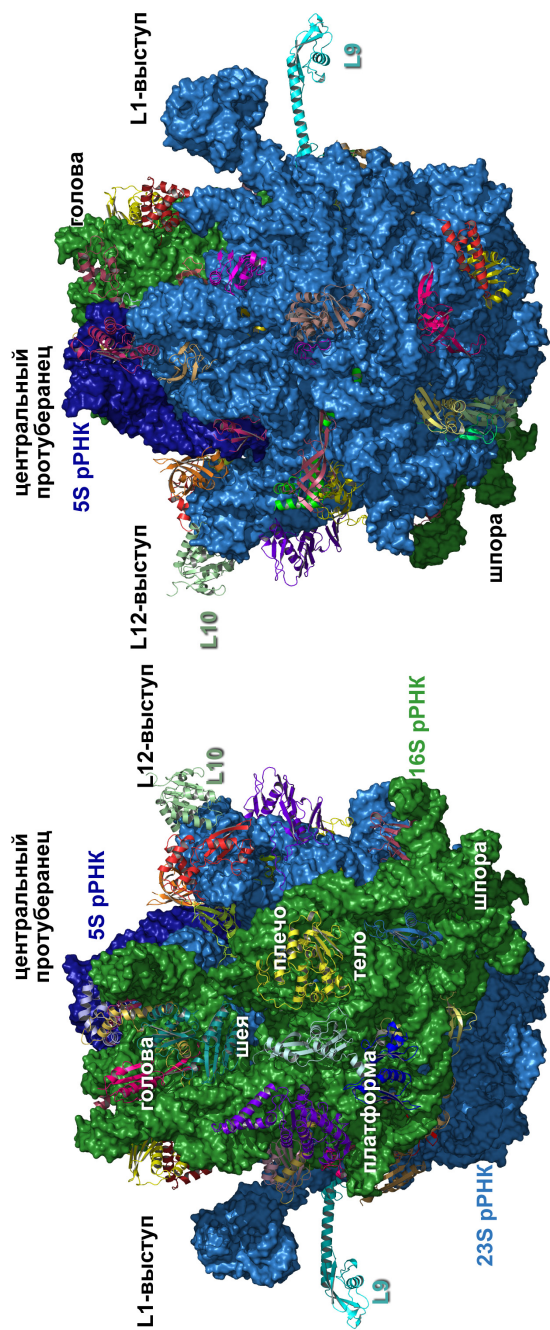 L1-выступ
центральный
протуберанец
5S рРНК
L12-выступ
L10
голова
шея
плечо
тело
платформа
L9
23S рРНК
шпора
16S рРНК
L12-выступ
L10
центральный
протуберанец
5S рРНК
голова
L1-выступ
L9
шпора